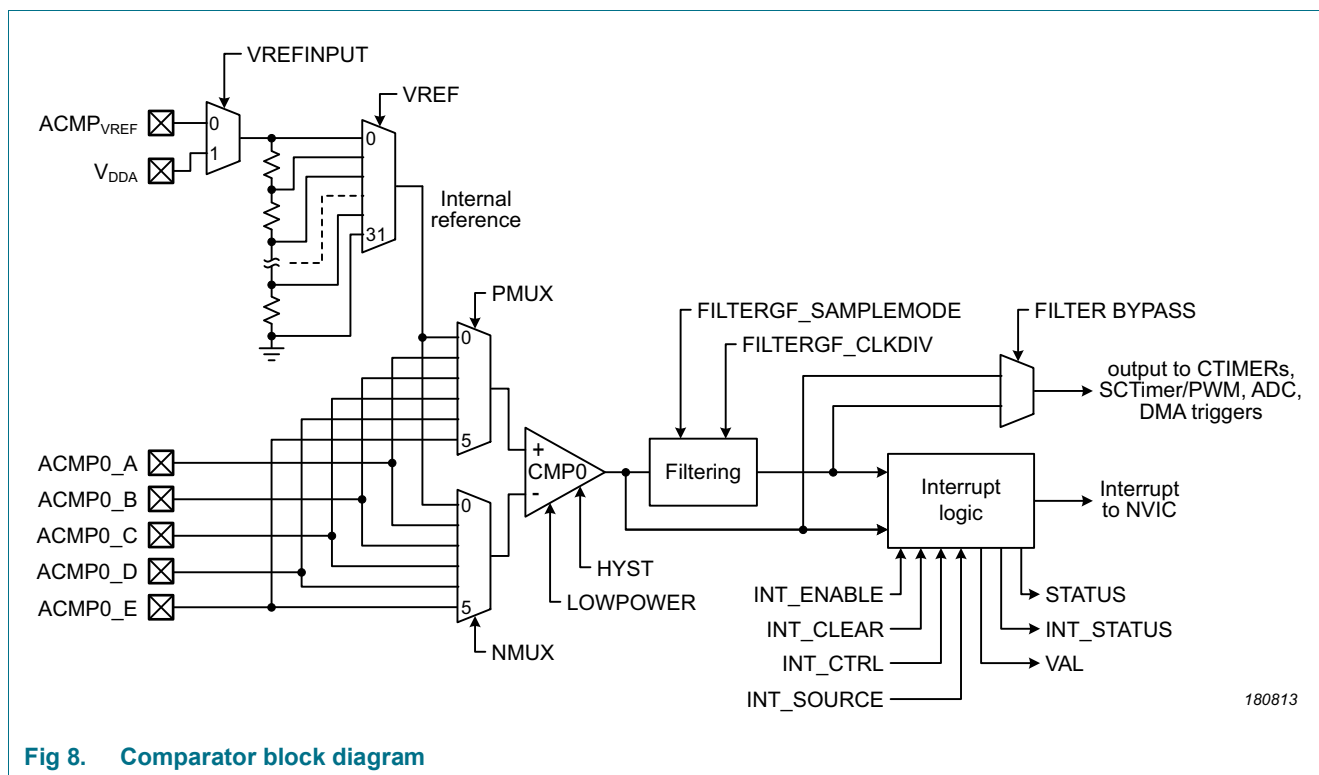 VREFINPUT
ACMPVREF
0
VDDA
1
VREF
0
31
Internal
reference
PMUX
0
5
ACMP0_A
ACMP0_B
ACMP0_C
ACMP0_D
ACMP0_E
0
5
NMUX
+
CMP0
-
HYST
LOWPOWER
FILTERGF_SAMPLEMODE
FILTERGF_CLKDIV
Filtering
FILTER BYPASS
output to CTIMERs,
SCTimer/PWM, ADC,
DMA triggers
Interrupt
logic
Interrupt
to NVIC
INT_ENABLE
INT_CLEAR
INT_CTRL
INT_SOURCE
STATUS
INT_STATUS
VAL
180813
Fig 8. Comparator block diagram